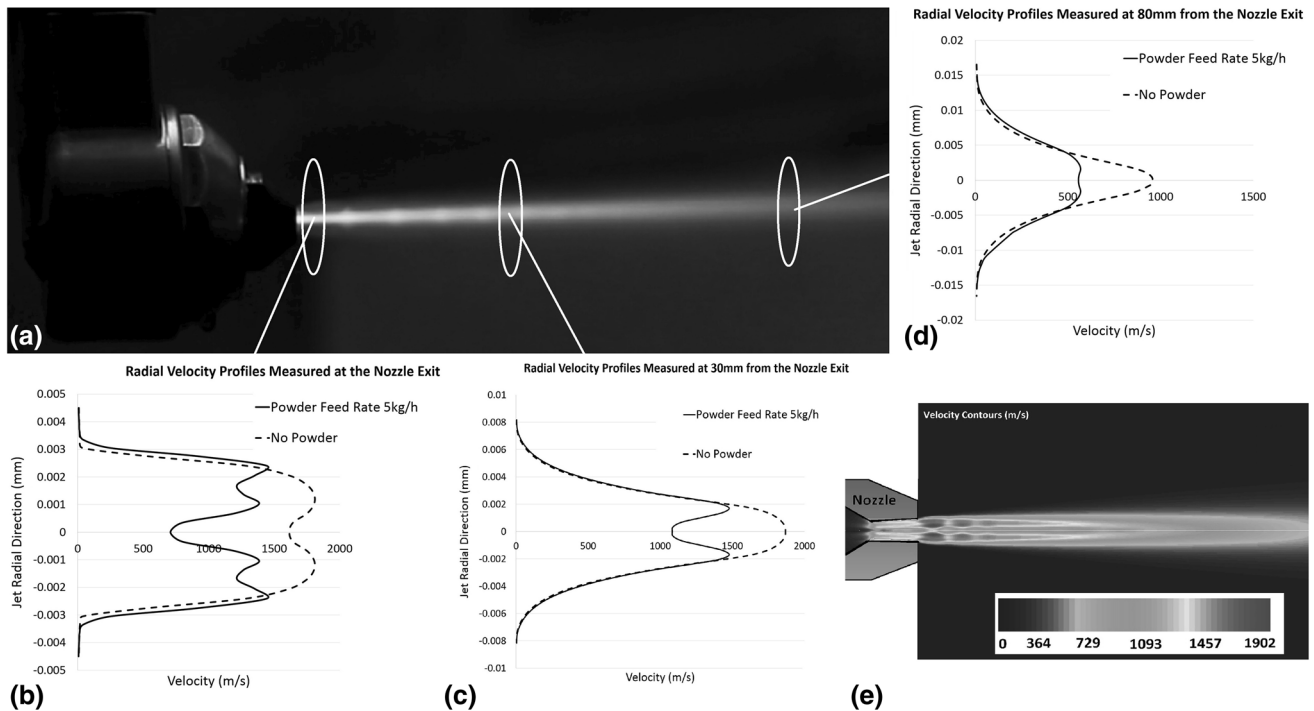 (a)
Radial Velocity Profiles Measured at 80mm from the Nozzle Exit
0.02
0.015
0.01
0.005
0
-0.005
-0.01
-0.015
-0.02
0
500
1000
1500
Powder Feed Rate 5kg/h
No Powder
Jet Radial Direction (mm)
Velocity (m/s)
(d)
Radial Velocity Profiles Measured at the Nozzle Exit
0.005
0.004
0.003
0.002
0.001
0
-0.001
-0.002
-0.003
-0.004
-0.005
0
500
1000
1500
2000
Powder Feed Rate 5kg/h
No Powder
Jet Radial Direction (mm)
Velocity (m/s)
(b)
Radial Velocity Profiles Measured at 30mm from the Nozzle Exit
0.01
0.008
0.006
0.004
0.002
0
-0.002
-0.004
-0.006
-0.008
-0.01
0
500
1000
1500
2000
Powder Feed Rate 5kg/h
No Powder
Jet Radial Direction (mm)
Velocity (m/s)
(c)
Velocity Contours (m/s)
Nozzle
0 364 729 1093 1457 1902
(e)